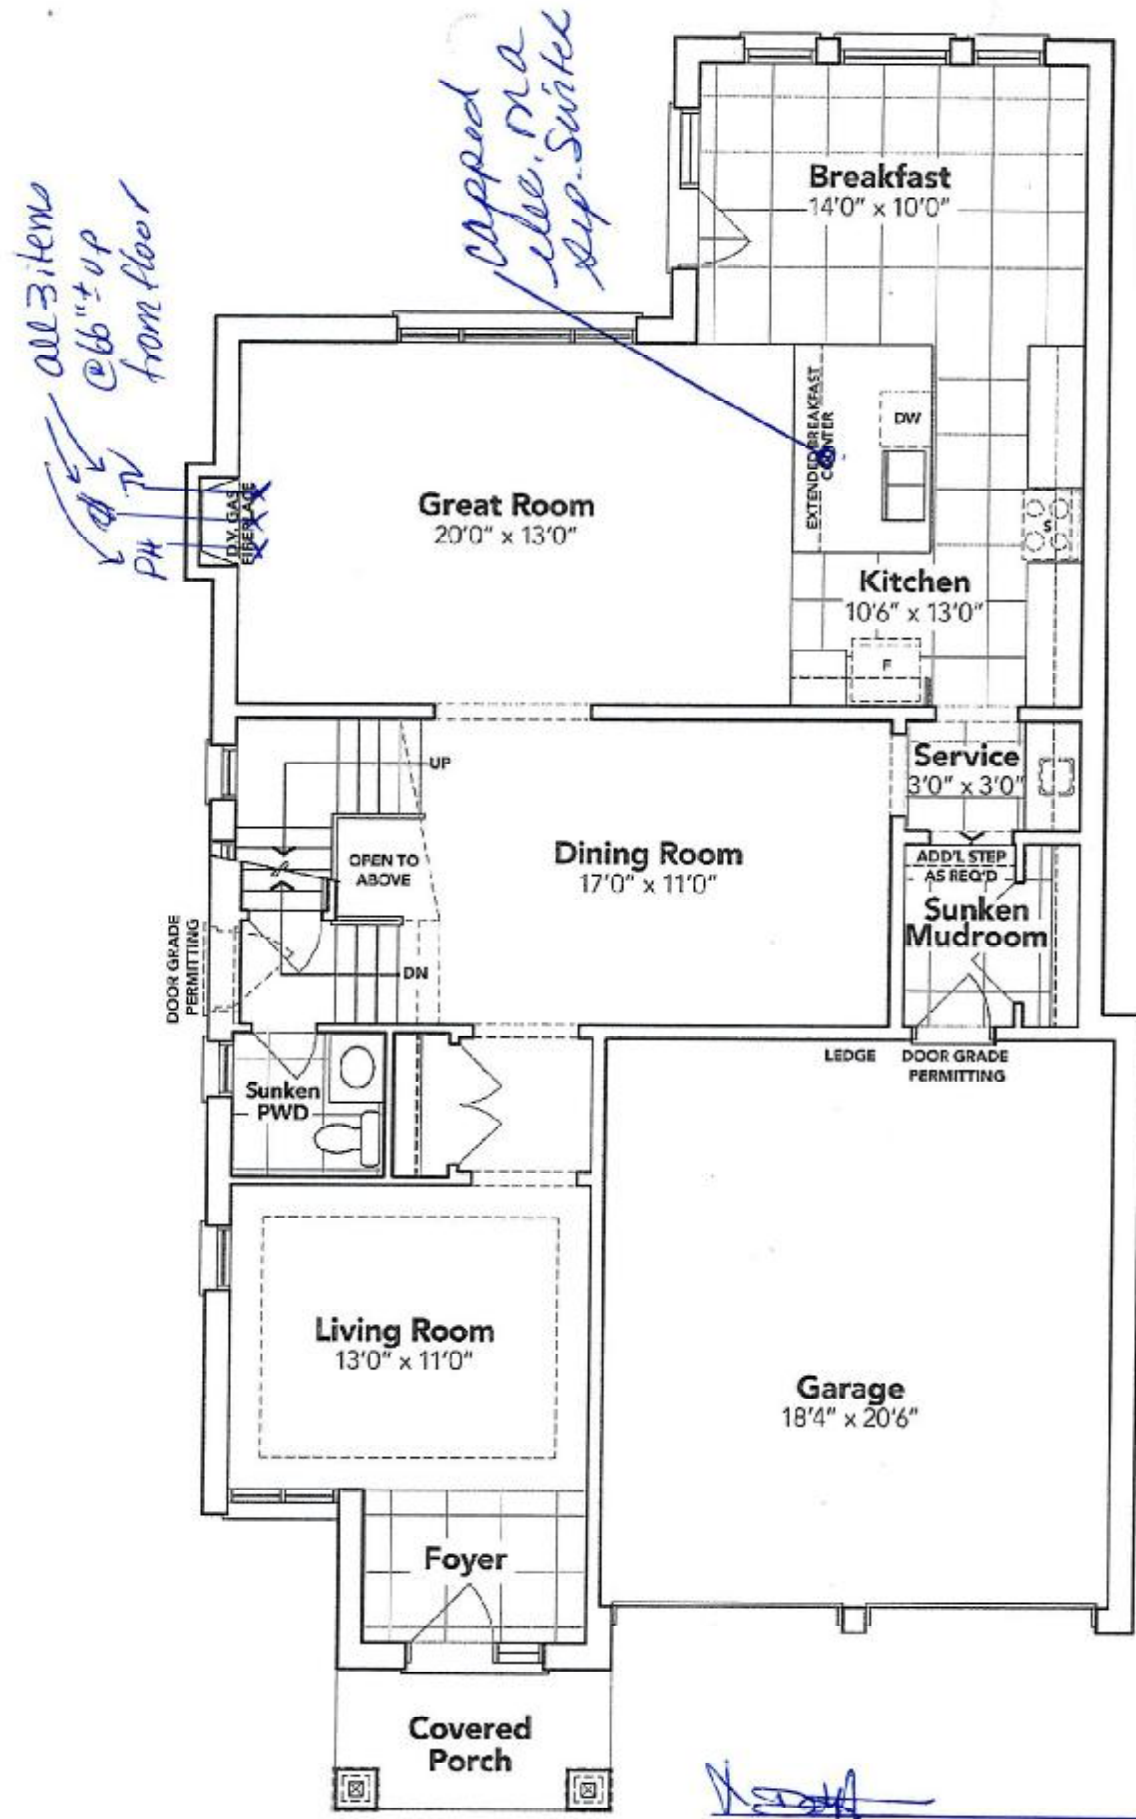 capped
elec. on a
sep. switch
all 3 items
@66"± up
from floor
TV
PH
Breakfast
14'0" x 10'0"
EXTENDED BREAKFAST
COUNTER
DW
D.V. GAS
FIREPLACE
Great Room
20'0" x 13'0"
S
Kitchen
10'6" x 13'0"
F
UP
Service
3'0" x 3'0"
OPEN TO
ABOVE
Dining Room
17'0" x 11'0"
ADD'L STEP
AS REQ'D
Sunken
Mudroom
DOOR GRADE
PERMITTING
DN
LEDGE
DOOR GRADE
PERMITTING
Sunken
PWD
Living Room
13'0" x 11'0"
Garage
18'4" x 20'6"
Foyer
Covered
Porch